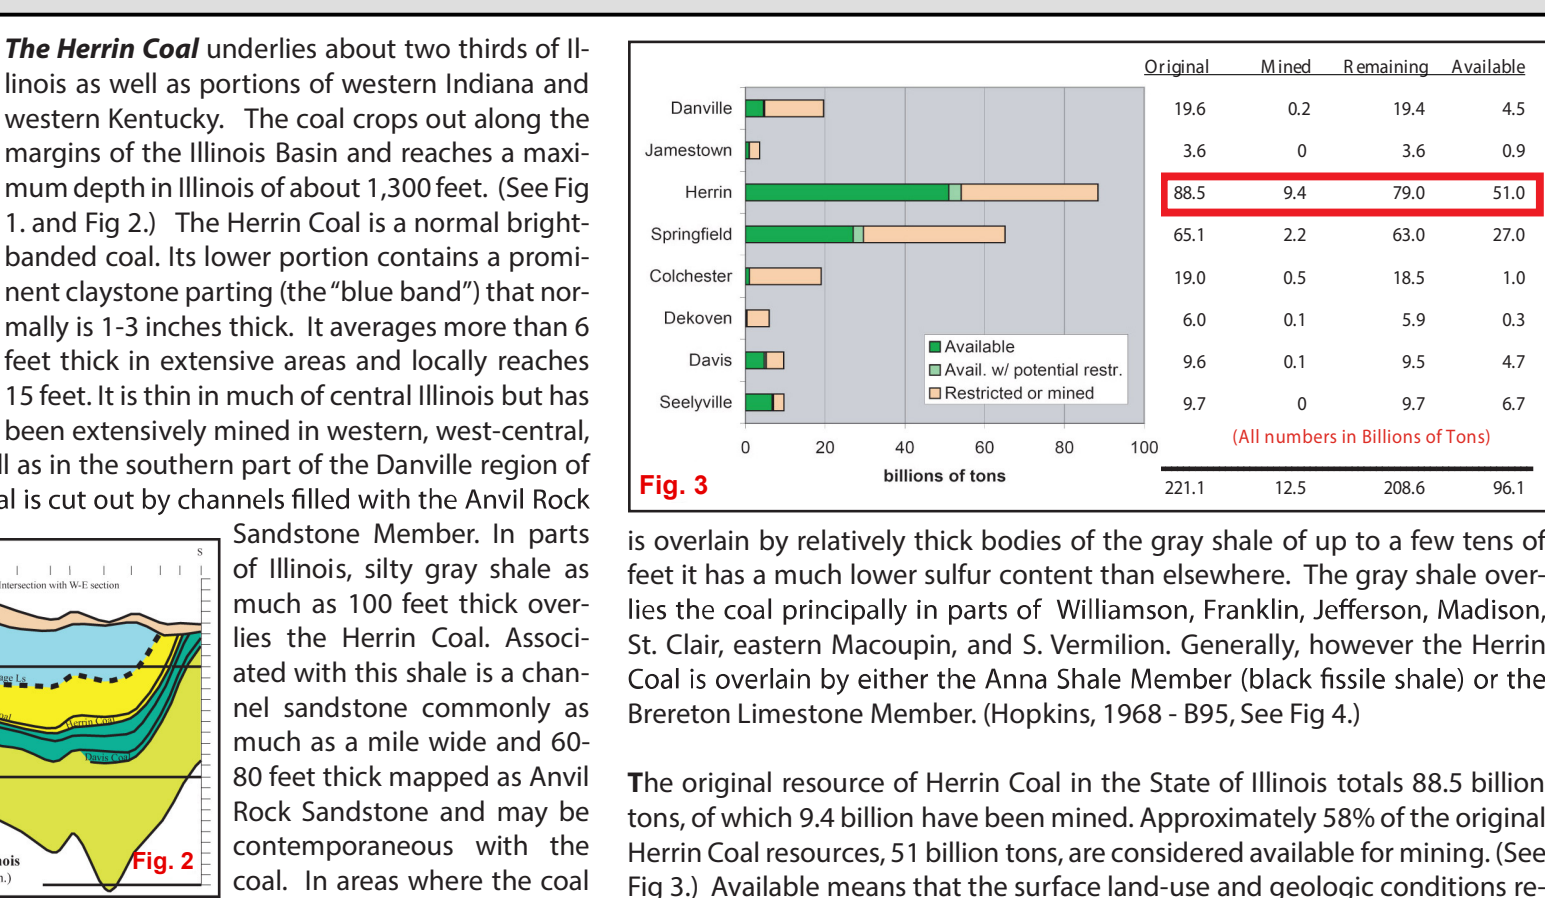 The Herrin Coal underlies about two thirds of Il-
linois as well as portions of western Indiana and
western Kentucky. The coal crops out along the
margins of the Illinois Basin and reaches a maxi-
mum depth in Illinois of about 1,300 feet. (See Fig
1. and Fig 2.) The Herrin Coal is a normal bright-
banded coal. Its lower portion contains a promi-
nent claystone parting (the “blue band”) that nor-
mally is 1-3 inches thick. It averages more than 6
feet thick in extensive areas and locally reaches
15 feet. It is thin in much of central Illinois but has
been extensively mined in western, west-central,
as in the southern part of the Danville region of
is cut out by channels filled with the Anvil Rock
Sandstone Member. In parts
of Illinois, silty gray shale as
much as 100 feet thick over-
lies the Herrin Coal. Associ-
ated with this shale is a chan-
nel sandstone commonly as
much as a mile wide and 60-
80 feet thick mapped as Anvil
Rock Sandstone and may be
contemporaneous with the
coal. In areas where the coal
S
Intersection with W-E section
Herrin Coal
Davis Coal
Fig. 2
Original Mined Remaining Available
Danville 19.6 0.2 19.4 4.5
Jamestown 3.6 0 3.6 0.9
Herrin 88.5 9.4 79.0 51.0
Springfield 65.1 2.2 63.0 27.0
Colchester 19.0 0.5 18.5 1.0
Dekoven 6.0 0.1 5.9 0.3
Davis 9.6 0.1 9.5 4.7
Seelyville 9.7 0 9.7 6.7
Available
Avail. w/ potential restr.
Restricted or mined
0 20 40 60 80 100
billions of tons
(All numbers in Billions of Tons)
Fig. 3
221.1 12.5 208.6 96.1
is overlain by relatively thick bodies of the gray shale of up to a few tens of
feet it has a much lower sulfur content than elsewhere. The gray shale over-
lies the coal principally in parts of Williamson, Franklin, Jefferson, Madison,
St. Clair, eastern Macoupin, and S. Vermilion. Generally, however the Herrin
Coal is overlain by either the Anna Shale Member (black fissile shale) or the
Brereton Limestone Member. (Hopkins, 1968 - B95, See Fig 4.)
The original resource of Herrin Coal in the State of Illinois totals 88.5 billion
tons, of which 9.4 billion have been mined. Approximately 58% of the original
Herrin Coal resources, 51 billion tons, are considered available for mining. (See
Fig 3.) Available means that the surface land-use and geologic conditions re-